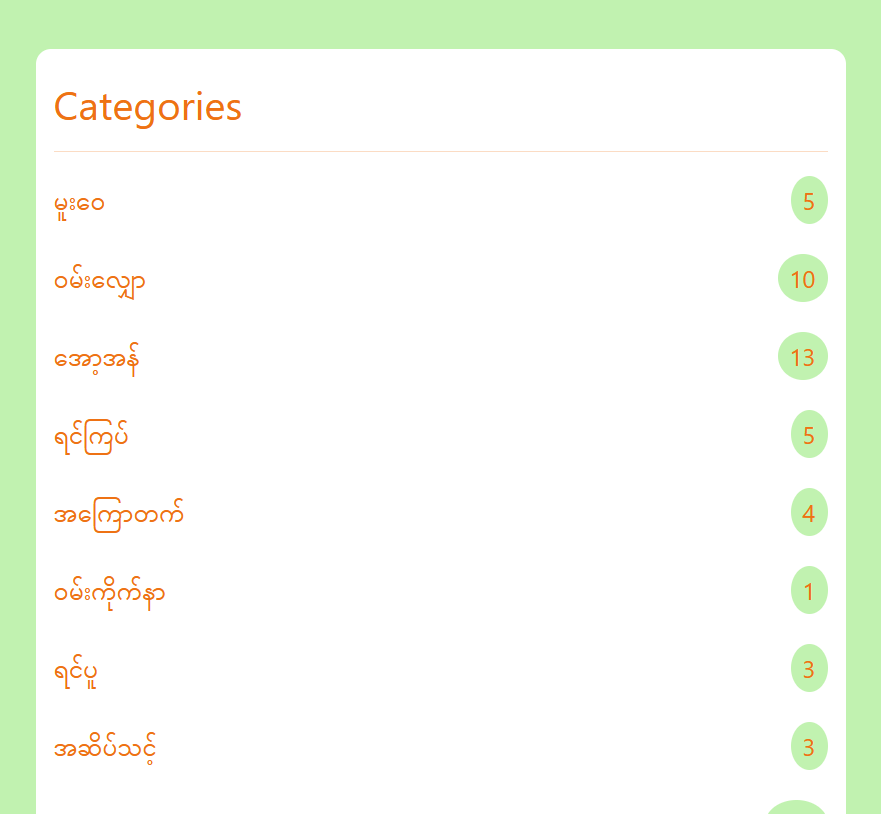 Categories
မူးဝေ 5
ဝမ်းလျှော 10
အော့အန် 13
ရင်ကြပ် 5
အကြောတက် 4
ဝမ်းကိုက်နာ 1
ရင်ပူ 3
အဆိပ်သင့် 3